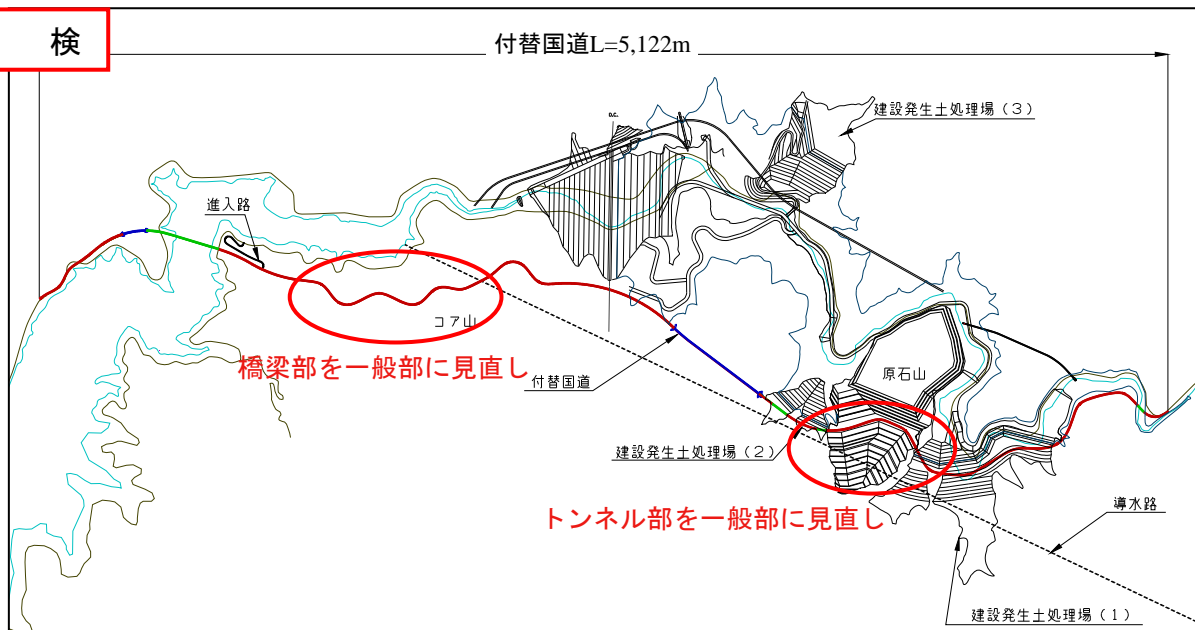 検
付替国道L=5,122m
建設発生土処理場（３）
D.C.
進入路
コア山
橋梁部を一般部に見直し
付替国道
原石山
建設発生土処理場（２）
トンネル部を一般部に見直し
導水路
建設発生土処理場（１）